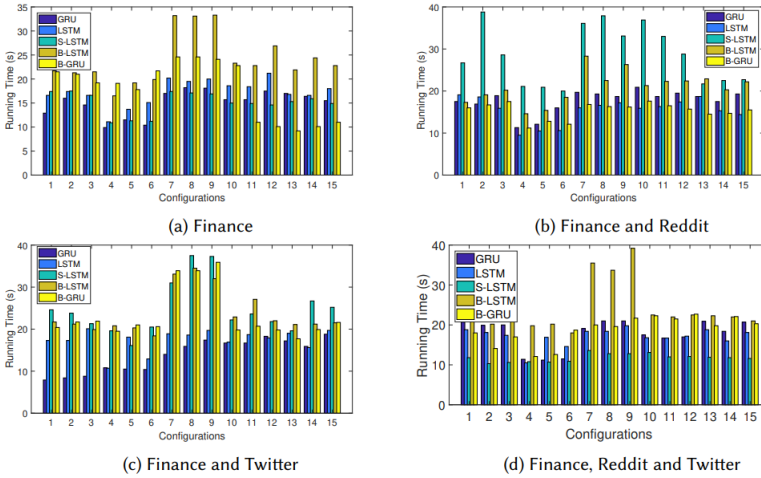 35
30
25
20
15
10
5
0
Running Time (s)
GRU
LSTM
S-LSTM
B-LSTM
B-GRU
1 2 3 4 5 6 7 8 9 10 11 12 13 14 15
Configurations
(a) Finance
40
30
20
10
0
Running Time (s)
GRU
LSTM
S-LSTM
B-LSTM
B-GRU
1 2 3 4 5 6 7 8 9 10 11 12 13 14 15
Configurations
(b) Finance and Reddit
40
30
20
10
0
Running Time (s)
GRU
LSTM
S-LSTM
B-LSTM
B-GRU
1 2 3 4 5 6 7 8 9 10 11 12 13 14 15
Configurations
(c) Finance and Twitter
40
30
20
10
0
Running Time (s)
GRU
LSTM
S-LSTM
B-LSTM
B-GRU
1 2 3 4 5 6 7 8 9 10 11 12 13 14 15
Configurations
(d) Finance, Reddit and Twitter